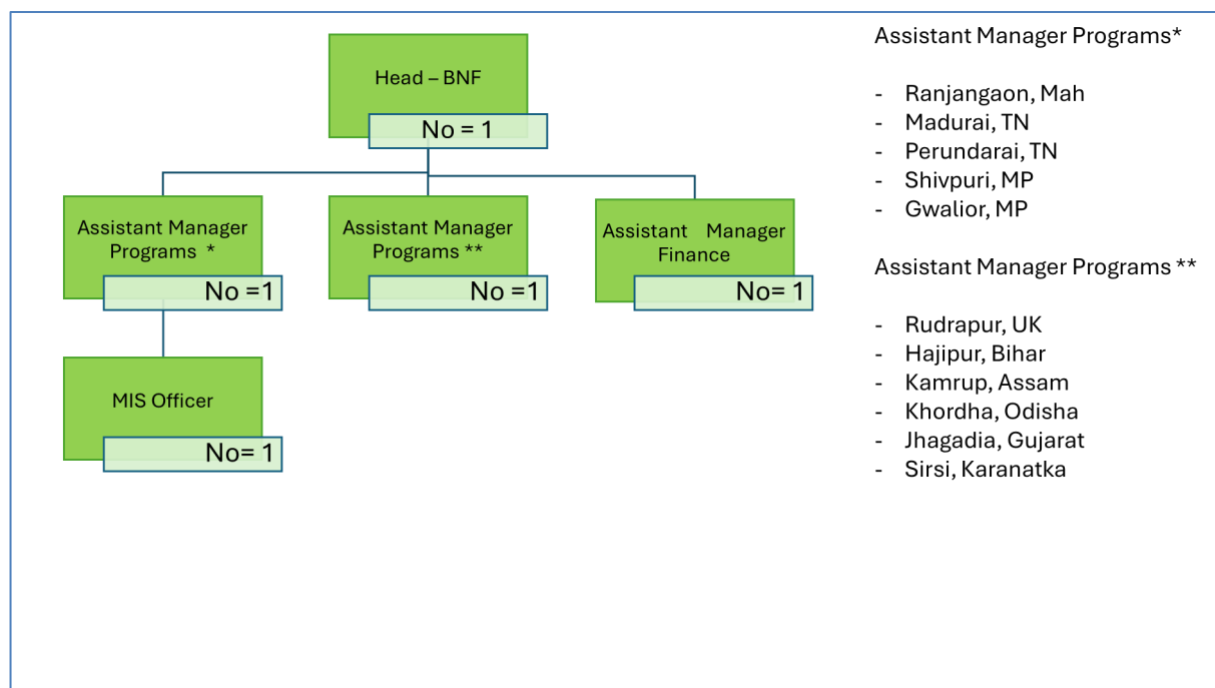 Head – BNF
No = 1
Assistant Manager
Programs *
No =1
Assistant Manager
Programs **
No =1
Assistant Manager
Finance
No= 1
MIS Officer
No= 1
Assistant Manager Programs*
- Ranjangaon, Mah
- Madurai, TN
- Perundarai, TN
- Shivpuri, MP
- Gwalior, MP
Assistant Manager Programs **
- Rudrapur, UK
- Hajipur, Bihar
- Kamrup, Assam
- Khordha, Odisha
- Jhagadia, Gujarat
- Sirsi, Karanatka